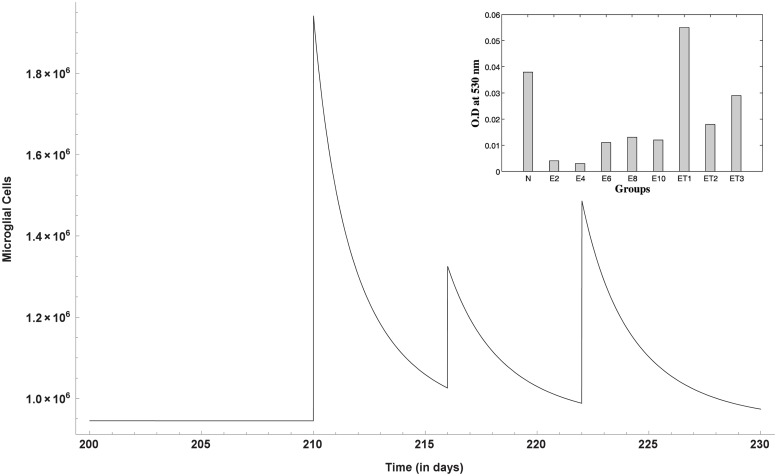 0.06
0.05
0.04
0.03
0.02
0.01
0
O.D at 530 nm
N E2 E4 E6 E8 E10 ET1 ET2 ET3
Groups
1.8 × 10⁶
1.6 × 10⁶
1.4 × 10⁶
1.2 × 10⁶
1.0 × 10⁶
Microglial Cells
200 205 210 215 220 225 230
Time (in days)